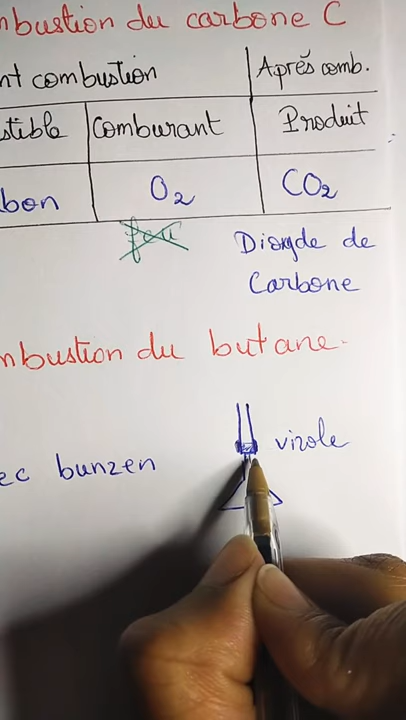 mbustion du carbone C
nt combustion Après comb.
stible Comburant Produit
bon O₂ CO₂
feu Dioxyde de
Carbone
mbustion du butane.
virole
ec bunzen